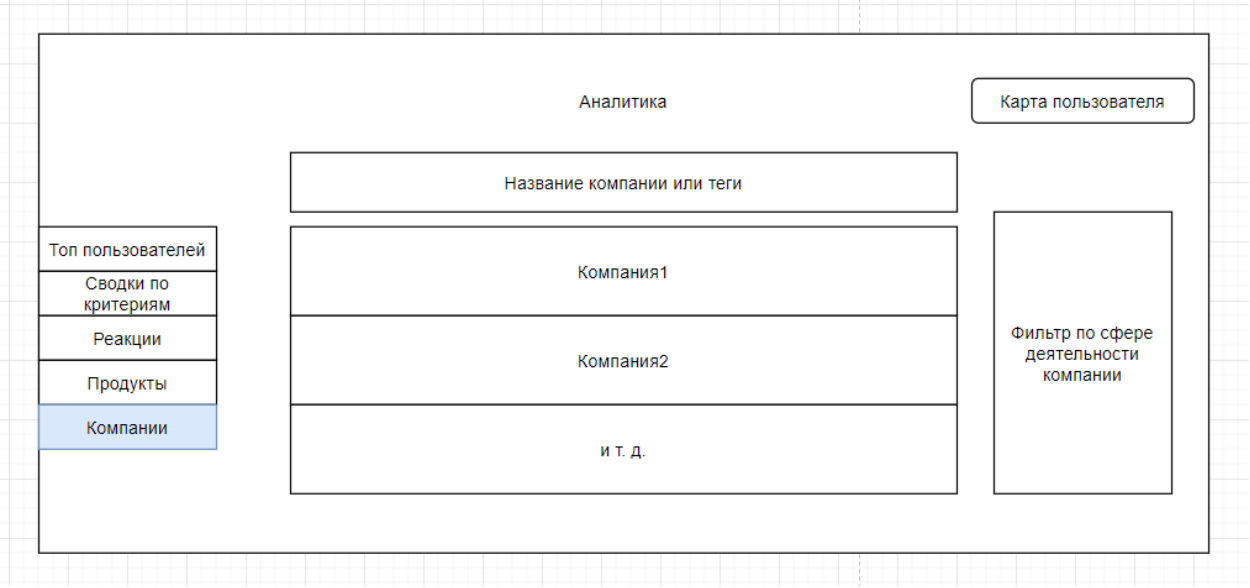 Аналитика
Карта пользователя
Название компании или теги
Топ пользователей
Сводки по
критериям
Реакции
Продукты
Компании
Компания1
Компания2
и т. д.
Фильтр по сфере
деятельности
компании